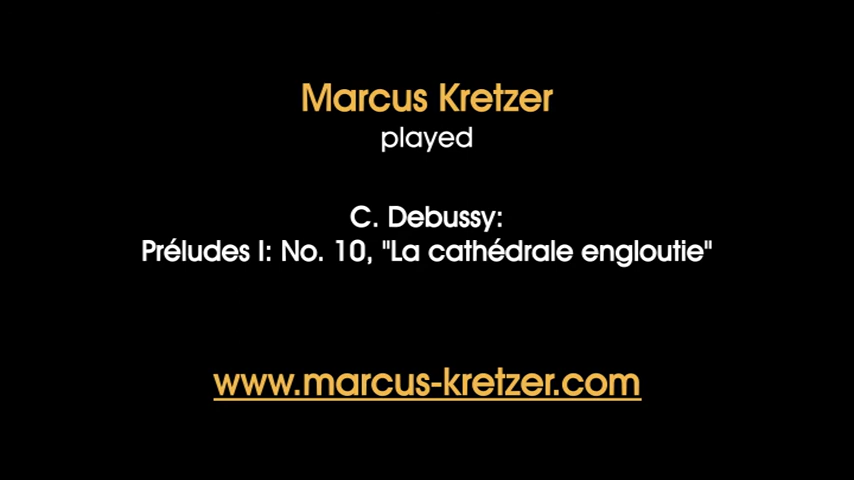 Marcus Kretzer
played
C. Debussy:
Préludes I: No. 10, "La cathédrale engloutie"
www.marcus-kretzer.com